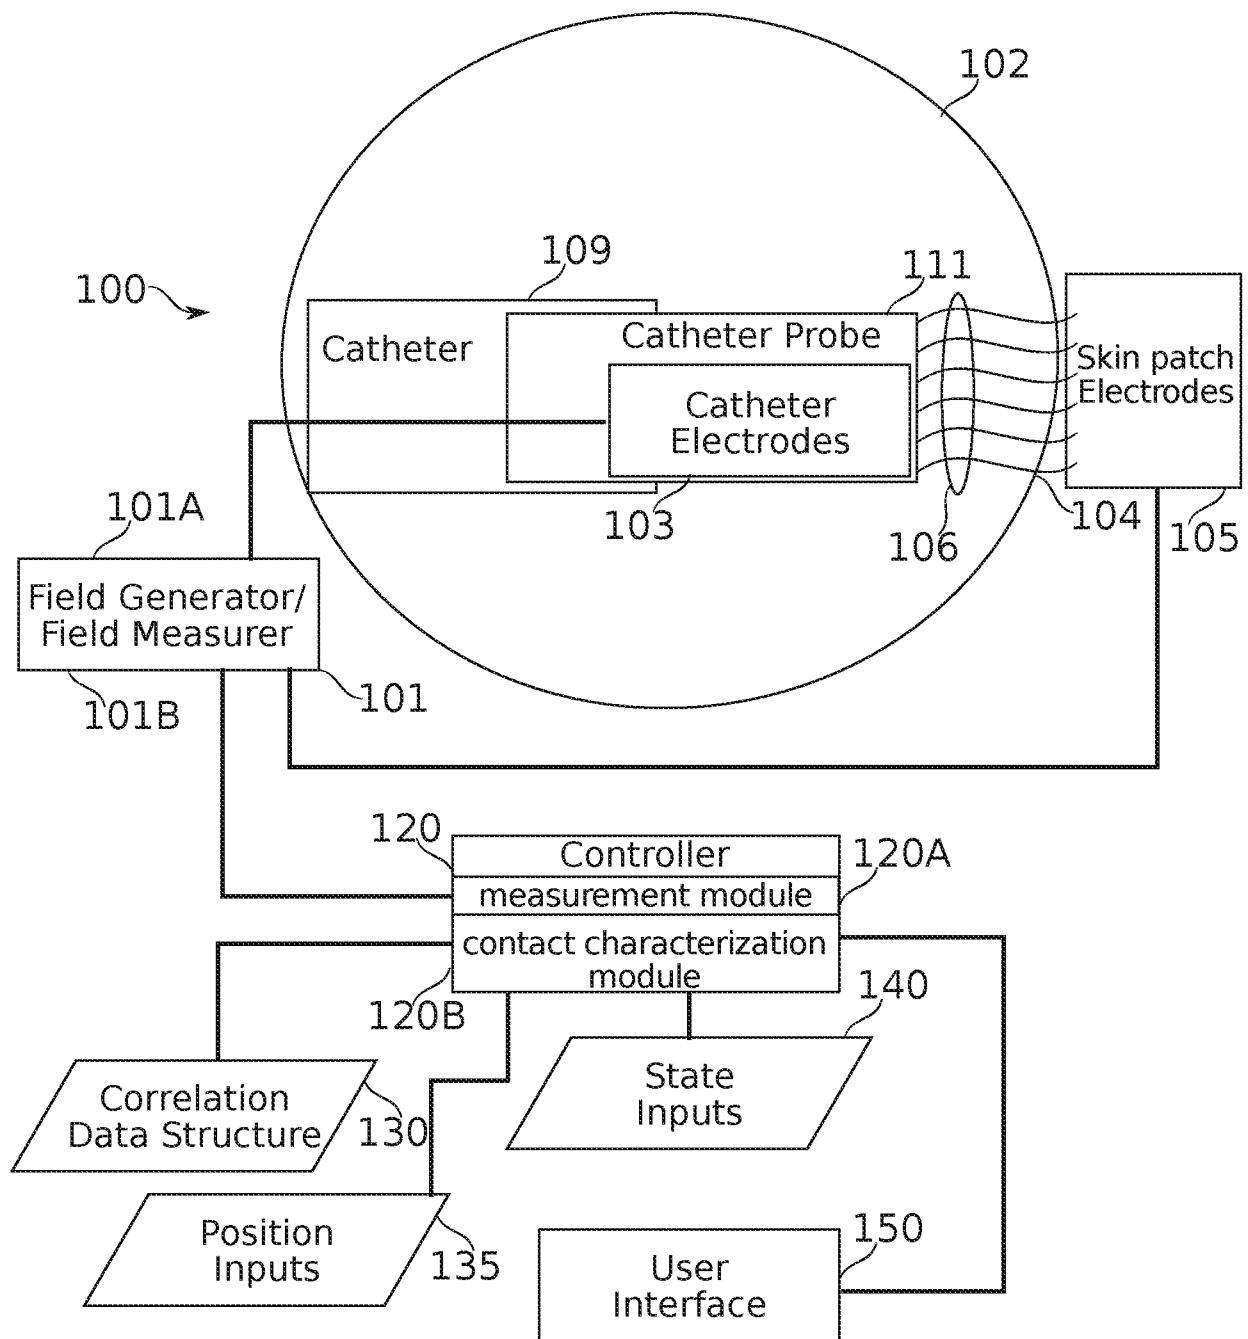 102
109
111
100
Catheter
Catheter Probe
Skin patch
Electrodes
Catheter
Electrodes
101A
103
106
104
105
Field Generator/
Field Measurer
101B
101
120
Controller
120A
measurement module
contact characterization
module
120B
140
State
Inputs
Correlation
Data Structure
130
Position
Inputs
135
150
User
Interface